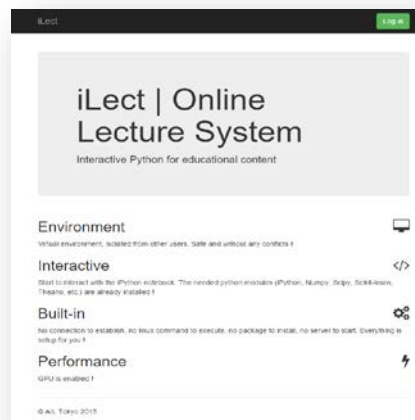 iLect
Log in
iLect | Online
Lecture System
Interactive Python for educational content
Environment
Virtual environment, isolated from other users. Safe and without any conflicts !
Interactive
Start to interact with the iPython notebook. The needed python modules (iPython, Numpy, Scipy, Scikit-learn,
Theano, etc.) are already installed !
Built-in
No connection to establish, no linux command to execute, no package to install, no server to start. Everything is
setup for you !
Performance
GPU is enabled !
© Tokyo 2015